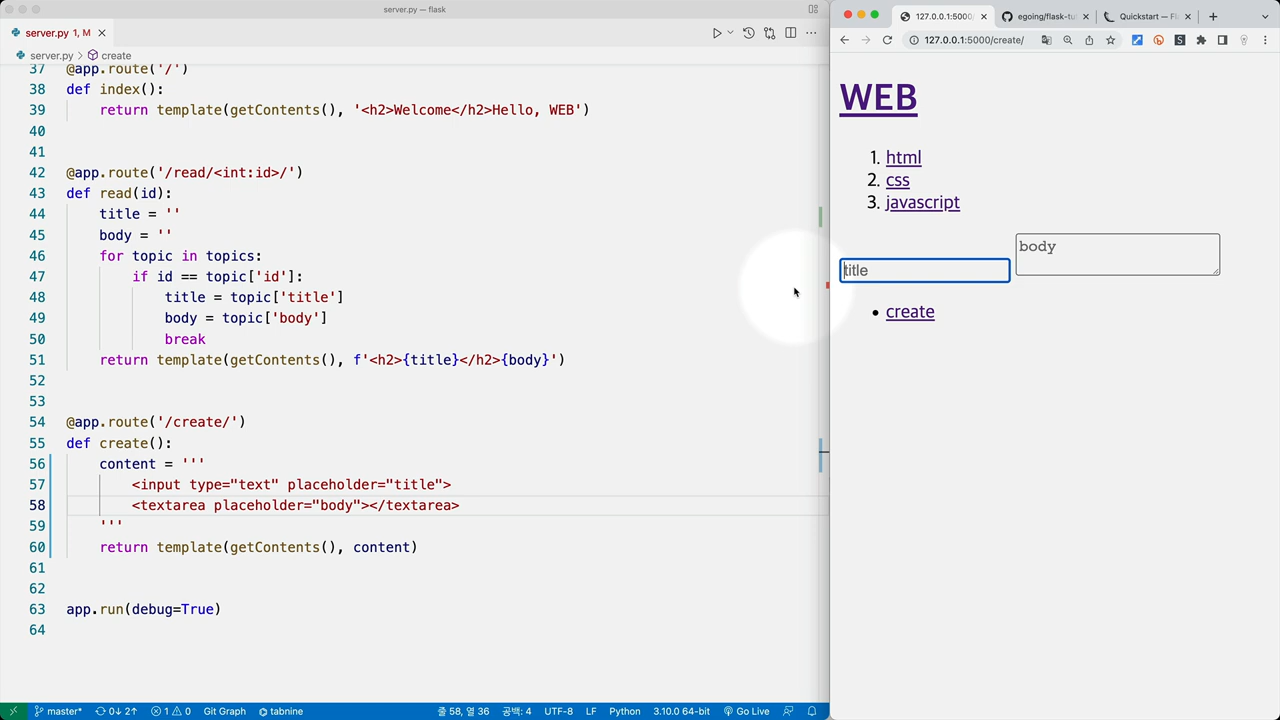 server.py — flask
server.py 1, M
server.py > create
37 @app.route('/')
38 def index():
39 return template(getContents(), '<h2>Welcome</h2>Hello, WEB')
40
41
42 @app.route('/read/<int:id>/')
43 def read(id):
44 title = ''
45 body = ''
46 for topic in topics:
47 if id == topic['id']:
48 title = topic['title']
49 body = topic['body']
50 break
51 return template(getContents(), f'<h2>{title}</h2>{body}')
52
53
54 @app.route('/create/')
55 def create():
56 content = '''
57 <input type="text" placeholder="title">
58 <textarea placeholder="body"></textarea>
59 '''
60 return template(getContents(), content)
61
62
63 app.run(debug=True)
64
master* 0↓ 2↑ 1 0 Git Graph tabnine 줄 58, 열 36 공백: 4 UTF-8 LF Python 3.10.0 64-bit Go Live
127.0.0.1:5000/ egoing/flask-tu Quickstart — Fl
127.0.0.1:5000/create/
WEB
1. html
2. css
3. javascript
body
title
• create